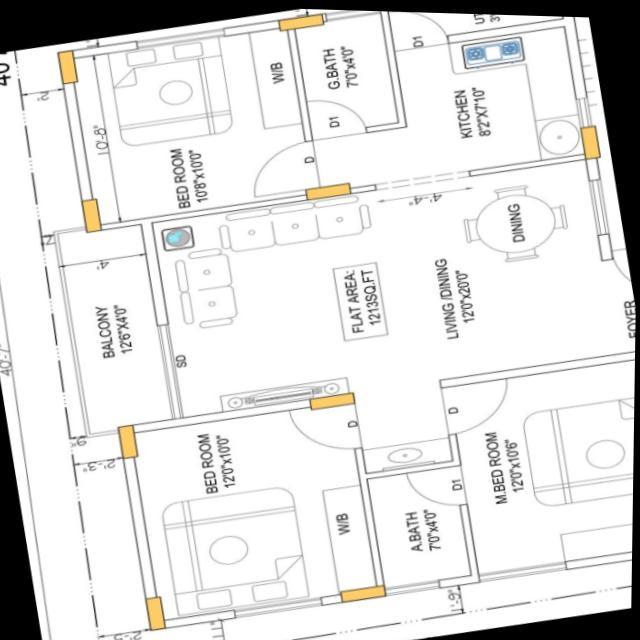 40'
W/B
G.BATH
7'0"X4'0"
D1
D1
BED ROOM
10'8"x10'0"
10'-8"
D
KITCHEN
8'2"X7'10"
4'-4"
DINING
4'
BALCONY
12'6"X4'0"
SD
FLAT AREA:
1213SQ.FT
LIVING /DINING
12'0"x20'0"
FOYER
40'-7"
2'-3"
BED ROOM
12'0"x10'0"
D
D
W/B
A.BATH
7'0"X4'0"
D1
M.BED ROOM
12'0"x10'6"